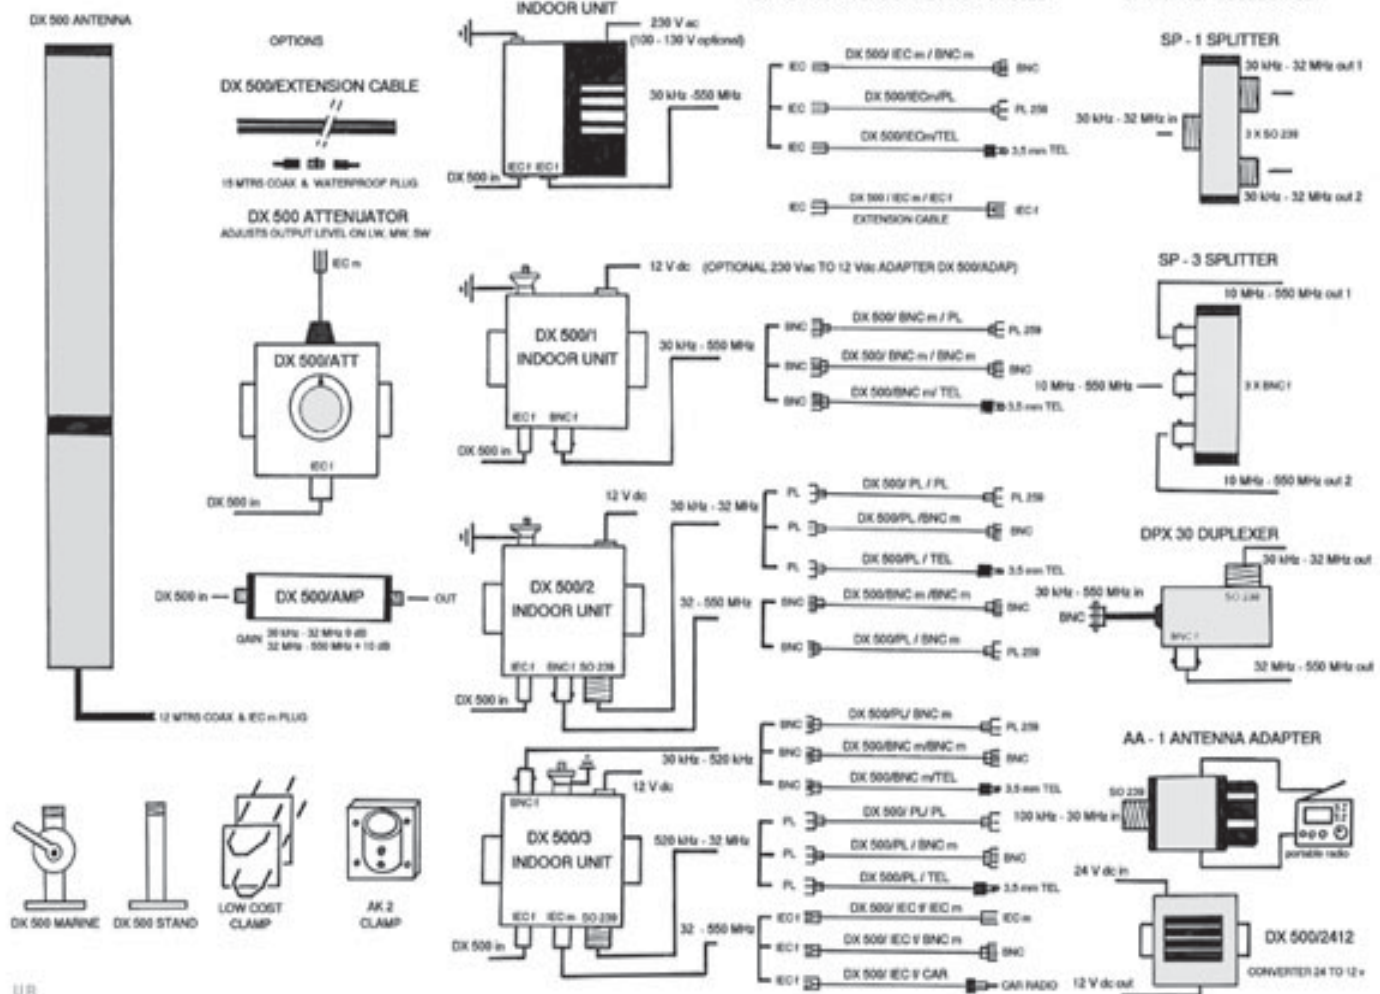 DX 500 ANTENNA
12 MTRS COAX & IEC m PLUG
OPTIONS
DX 500/EXTENSION CABLE
15 MTRS COAX & WATERPROOF PLUG
DX 500 ATTENUATOR
ADJUSTS OUTPUT LEVEL ON LW, MW, SW
IEC m
DX 500/ATT
IEC f
DX 500 in
DX 500 in
DX 500/AMP
OUT
GAIN 30 kHz - 32 MHz 0 dB
32 MHz - 550 MHz + 10 dB
DX 500 MARINE
DX 500 STAND
LOW COST
CLAMP
AK 2
CLAMP
INDOOR UNIT
230 V ac
(100 - 130 V optional)
30 kHz -550 MHz
IEC f IEC f
DX 500 in
IEC DX 500/ IEC m / BNC m BNC
IEC DX 500/IECm/PL PL 259
IEC DX 500/IECm/TEL 3,5 mm TEL
IEC DX 500 / IEC m / IEC f IEC f
EXTENSION CABLE
12 V dc (OPTIONAL 230 Vac TO 12 Vdc ADAPTER DX 500/ADAP)
DX 500/1
INDOOR UNIT
30 kHz - 550 MHz
IEC f BNC f
DX 500 in
BNC DX 500/ BNC m / PL PL 259
BNC DX 500/ BNC m / BNC m BNC
BNC DX 500/BNC m/ TEL 3,5 mm TEL
12 V dc
30 kHz - 32 MHz
DX 500/2
INDOOR UNIT
32 - 550 MHz
IEC f BNC f SO 239
DX 500 in
PL DX 500/ PL / PL PL 259
PL DX 500/PL /BNC m BNC
PL DX 500/PL / TEL 3,5 mm TEL
BNC DX 500/BNC m /BNC m BNC
BNC DX 500/PL / BNC m PL 259
30 kHz - 520 kHz
12 V dc
BNC f
DX 500/3
INDOOR UNIT
520 kHz - 32 MHz
IEC f IEC m SO 239
32 - 550 MHz
DX 500 in
BNC DX 500/PL/ BNC m PL 259
BNC DX 500/BNC m/BNC m BNC
BNC DX 500/BNC m/TEL 3,5 mm TEL
PL DX 500/ PL/ PL
PL DX 500/PL / BNC m BNC
PL DX 500/PL / TEL 3,5 mm TEL
IEC f DX 500/ IEC f/ IEC m IEC m
IEC f DX 500/ IEC f/ BNC m BNC
IEC f DX 500/ IEC f/ CAR CAR RADIO
SP - 1 SPLITTER
30 kHz - 32 MHz out 1
30 kHz - 32 MHz in
3 X SO 239
30 kHz - 32 MHz out 2
SP - 3 SPLITTER
10 MHz - 550 MHz out 1
10 MHz - 550 MHz
3 X BNC f
10 MHz - 550 MHz out 2
DPX 30 DUPLEXER
30 kHz - 32 MHz out
30 kHz - 550 MHz in
SO 239
BNC
BNC f
32 MHz - 550 MHz out
AA - 1 ANTENNA ADAPTER
SO 239
100 kHz - 30 MHz in
portable radio
24 V dc in
DX 500/2412
CONVERTER 24 TO 12 v
12 V dc out